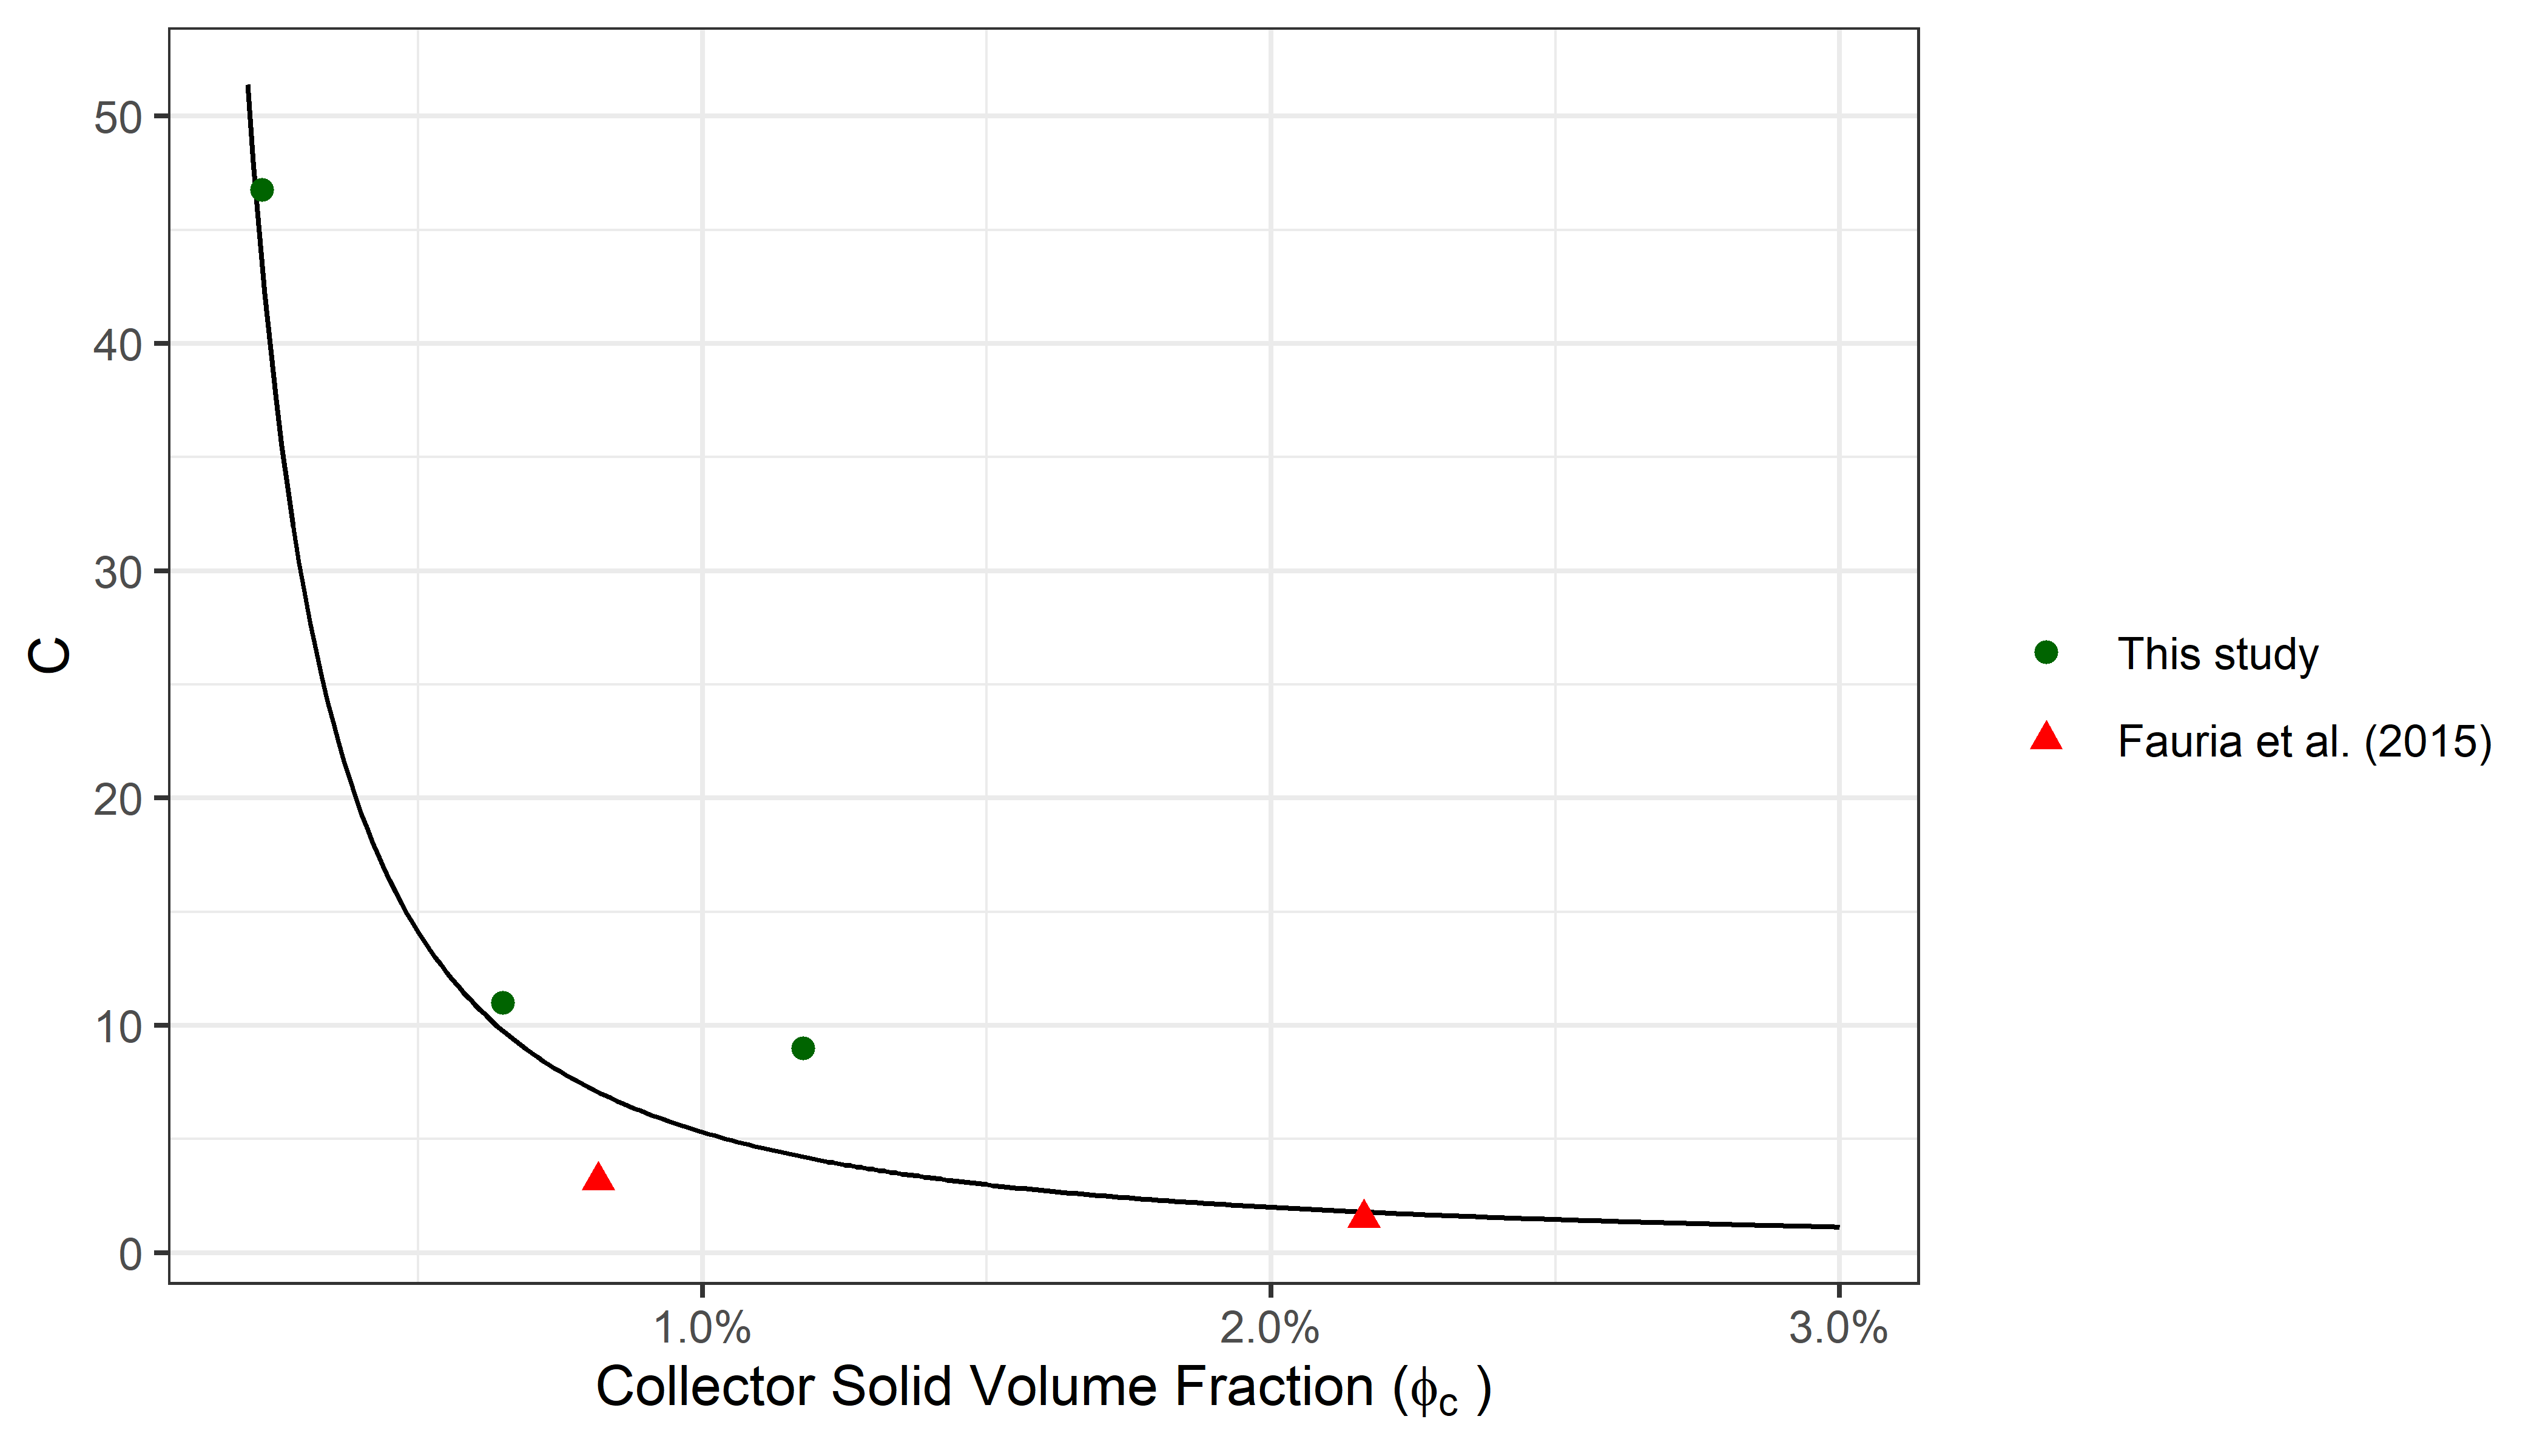 50
40
30
20
10
0
C
1.0% 2.0% 3.0%
Collector Solid Volume Fraction (ϕc )
This study
Fauria et al. (2015)